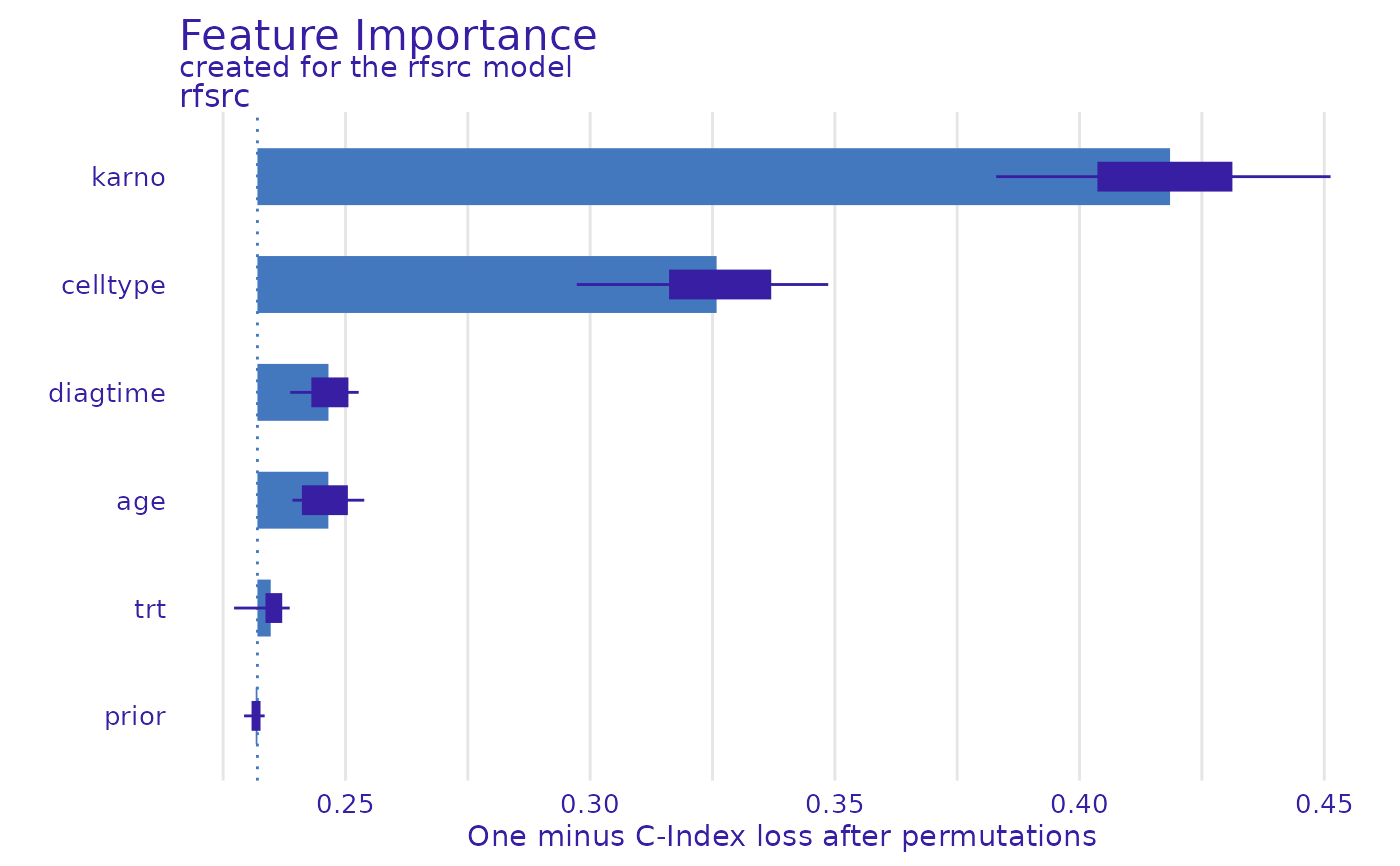 Feature Importance
created for the rfsrc model
rfsrc
karno
celltype
diagtime
age
trt
prior
0.25 0.30 0.35 0.40 0.45
One minus C-Index loss after permutations